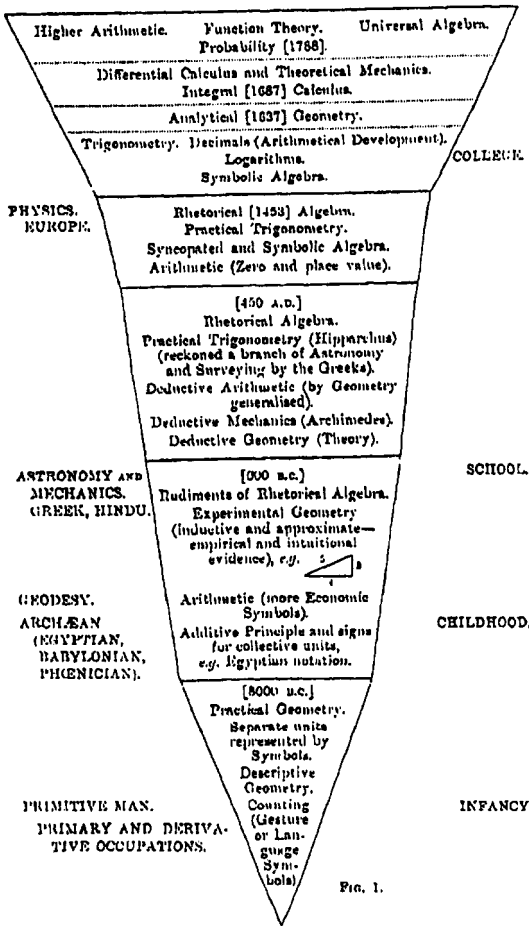 Higher Arithmetic. Function Theory. Universal Algebra.
Probability [1788].
Differential Calculus and Theoretical Mechanics.
Integral [1687] Calculus.
Analytical [1637] Geometry.
Trigonometry. Decimals (Arithmetical Development).
Logarithms.
Symbolic Algebra.
COLLEGE.
PHYSICS.
EUROPE.
Rhetorical [1453] Algebra.
Practical Trigonometry.
Syncopated and Symbolic Algebra.
Arithmetic (Zero and place value).
[450 A.D.]
Rhetorical Algebra.
Practical Trigonometry (Hipparchus)
(reckoned a branch of Astronomy
and Surveying by the Greeks).
Deductive Arithmetic (by Geometry
generalised).
Deductive Mechanics (Archimedes).
Deductive Geometry (Theory).
ASTRONOMY AND
MECHANICS.
GREEK, HINDU.
[600 B.C.]
Rudiments of Rhetorical Algebra.
Experimental Geometry
(inductive and approximate—
empirical and intuitional
evidence), e.g. 5
3
4
SCHOOL.
GEODESY.
ARCHÆAN
(EGYPTIAN,
BABYLONIAN,
PHŒNICIAN).
Arithmetic (more Economic
Symbols).
Additive Principle and signs
for collective units,
e.g. Egyptian notation.
CHILDHOOD.
[3000 B.C.]
Practical Geometry.
Separate units
represented by
Symbols.
Descriptive
Geometry.
Counting
(Gesture
or Lan-
guage
Sym-
bols)
PRIMITIVE MAN.
PRIMARY AND DERIVA-
TIVE OCCUPATIONS.
INFANCY
FIG. 1.